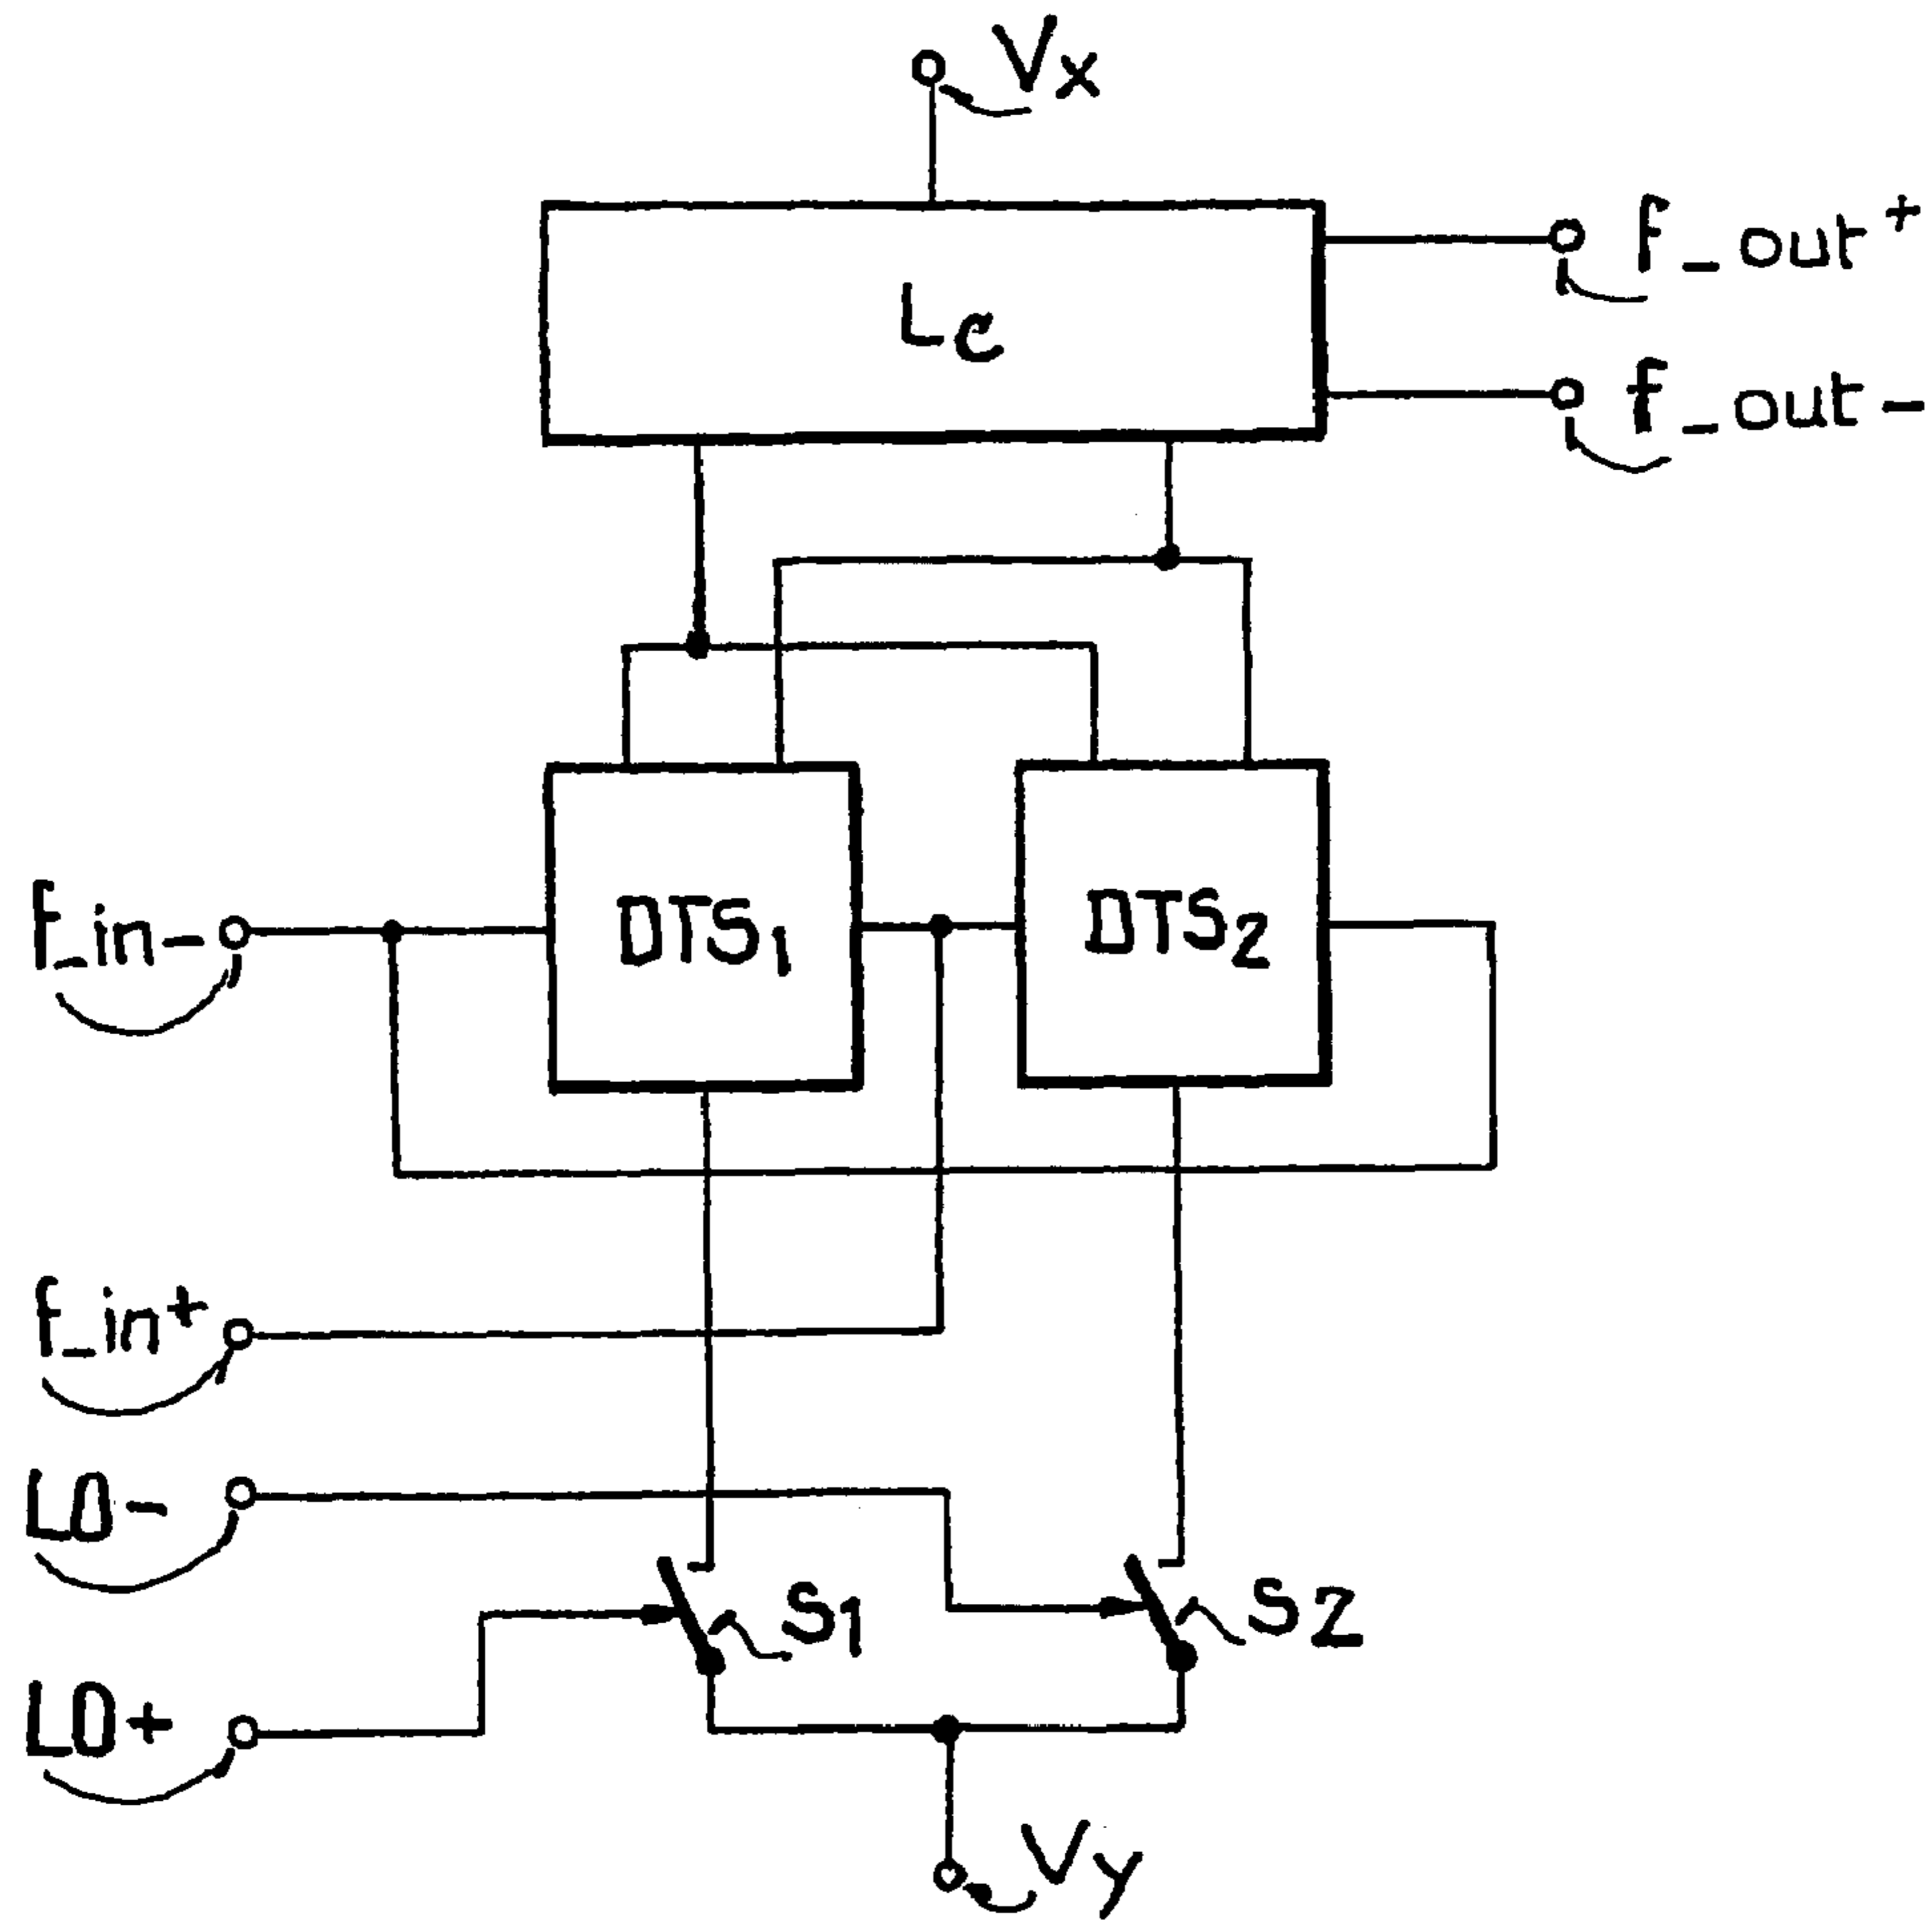 Vx
f_out+
Lc
f_out-
f_in-
DTS1
DTS2
f_in+
LO-
S1
S2
LO+
Vy